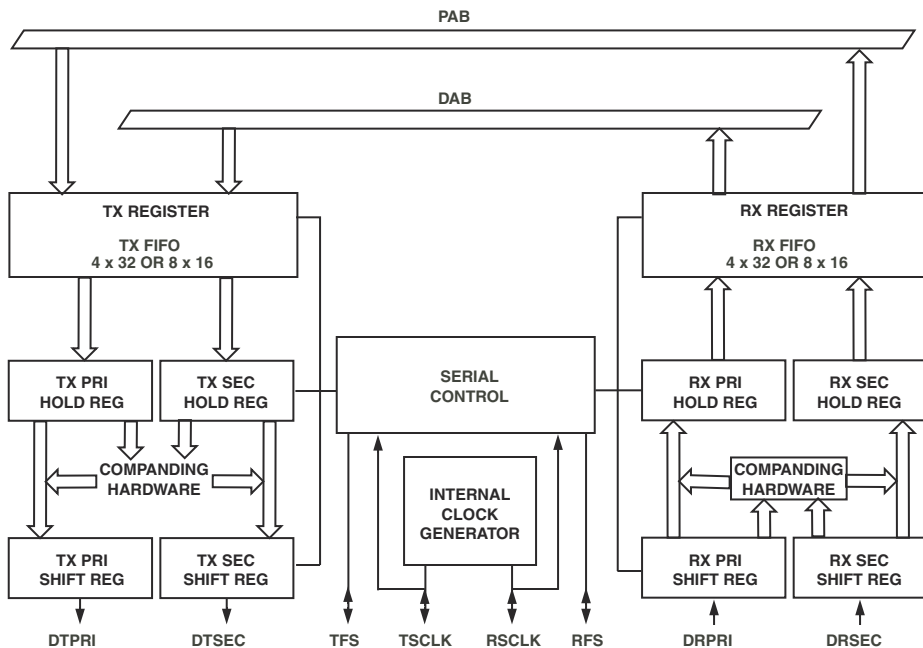 PAB
DAB
TX REGISTER
TX FIFO
4 x 32 OR 8 x 16
RX REGISTER
RX FIFO
4 x 32 OR 8 x 16
TX PRI
HOLD REG
TX SEC
HOLD REG
SERIAL
CONTROL
RX PRI
HOLD REG
RX SEC
HOLD REG
COMPANDING
HARDWARE
INTERNAL
CLOCK
GENERATOR
COMPANDING
HARDWARE
TX PRI
SHIFT REG
TX SEC
SHIFT REG
RX PRI
SHIFT REG
RX SEC
SHIFT REG
DTPRI
DTSEC
TFS
TSCLK
RSCLK
RFS
DRPRI
DRSEC